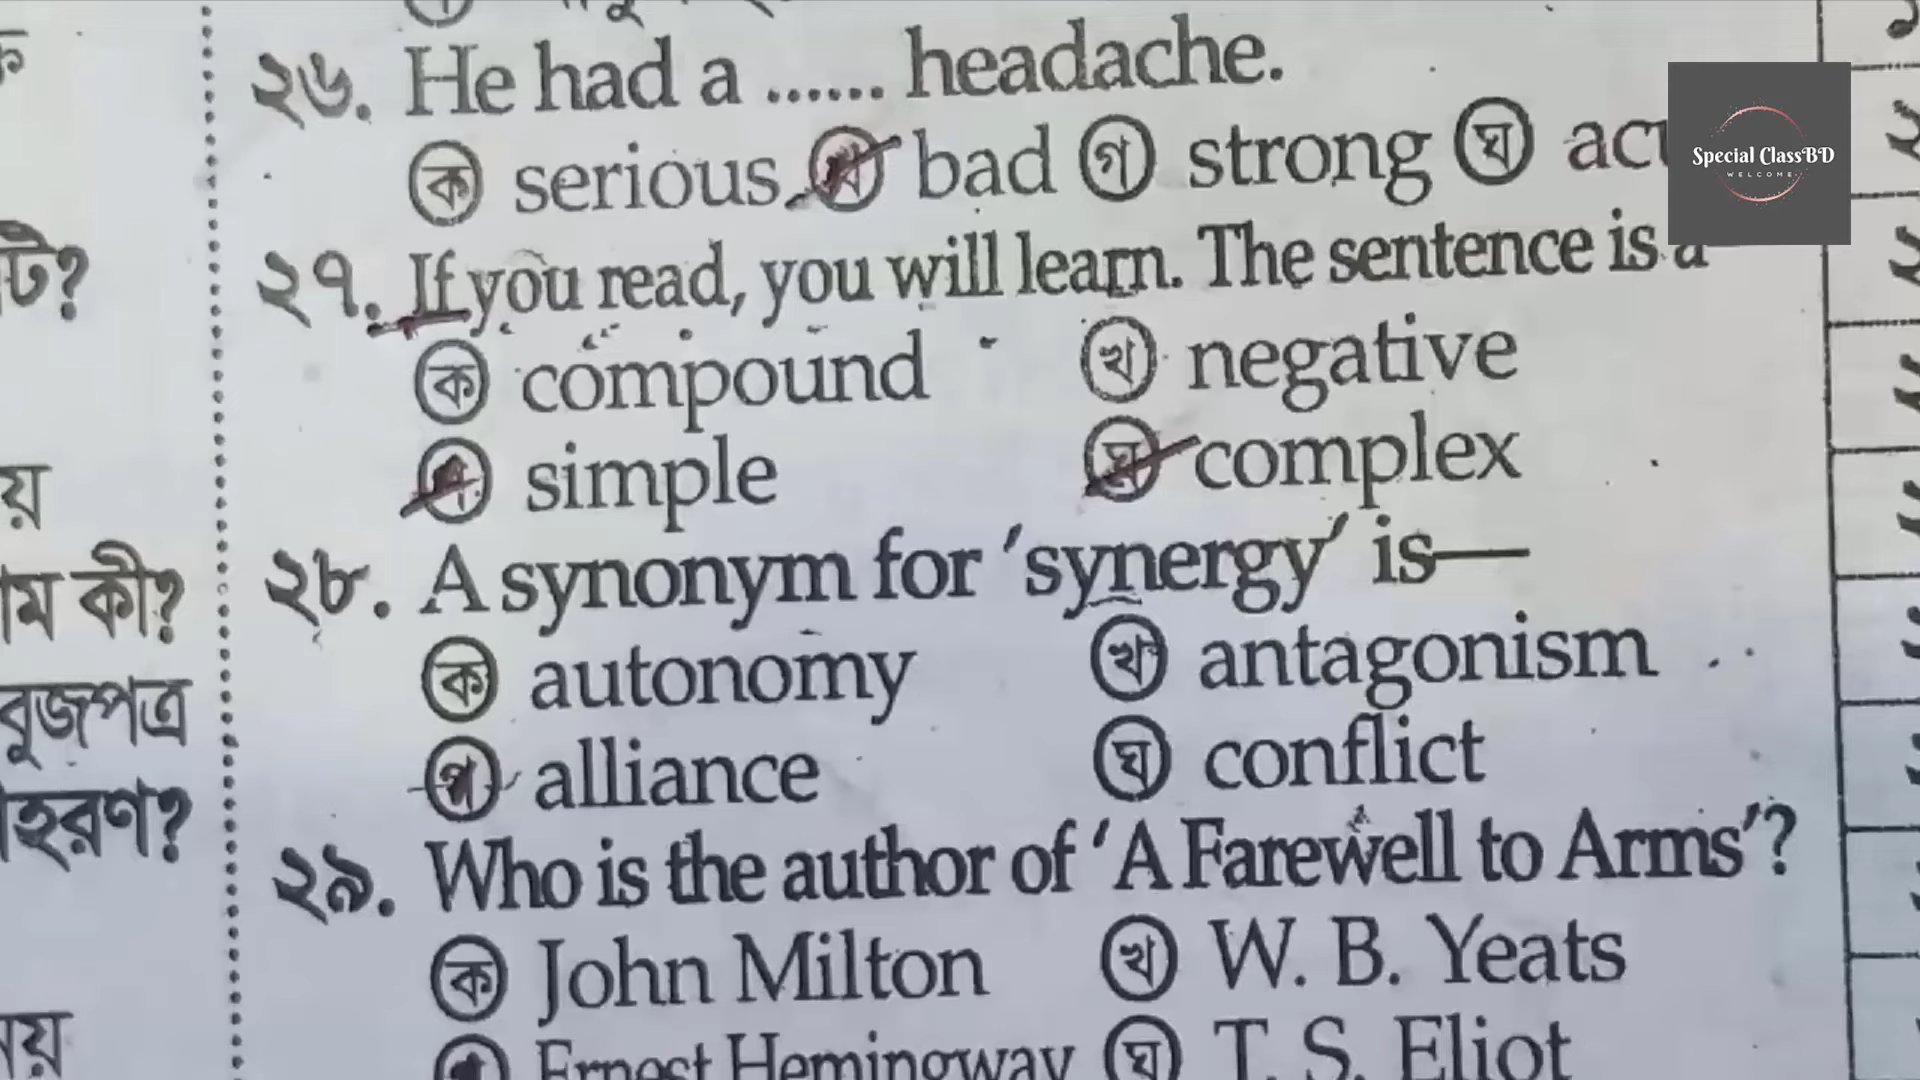 ২৬. He had a ...... headache.
ক serious খ bad গ strong ঘ
২৭. If you read, you will learn. The sentence is a
ক compound খ negative
গ simple ঘ complex
২৮. A synonym for 'synergy' is—
ক autonomy খ antagonism
গ alliance ঘ conflict
২৯. Who is the author of 'A Farewell to Arms'?
ক John Milton খ W. B. Yeats
গ Ernest Hemingway ঘ T. S. Eliot
টি?
য়
কী?
Special ClassBD
WELCOME